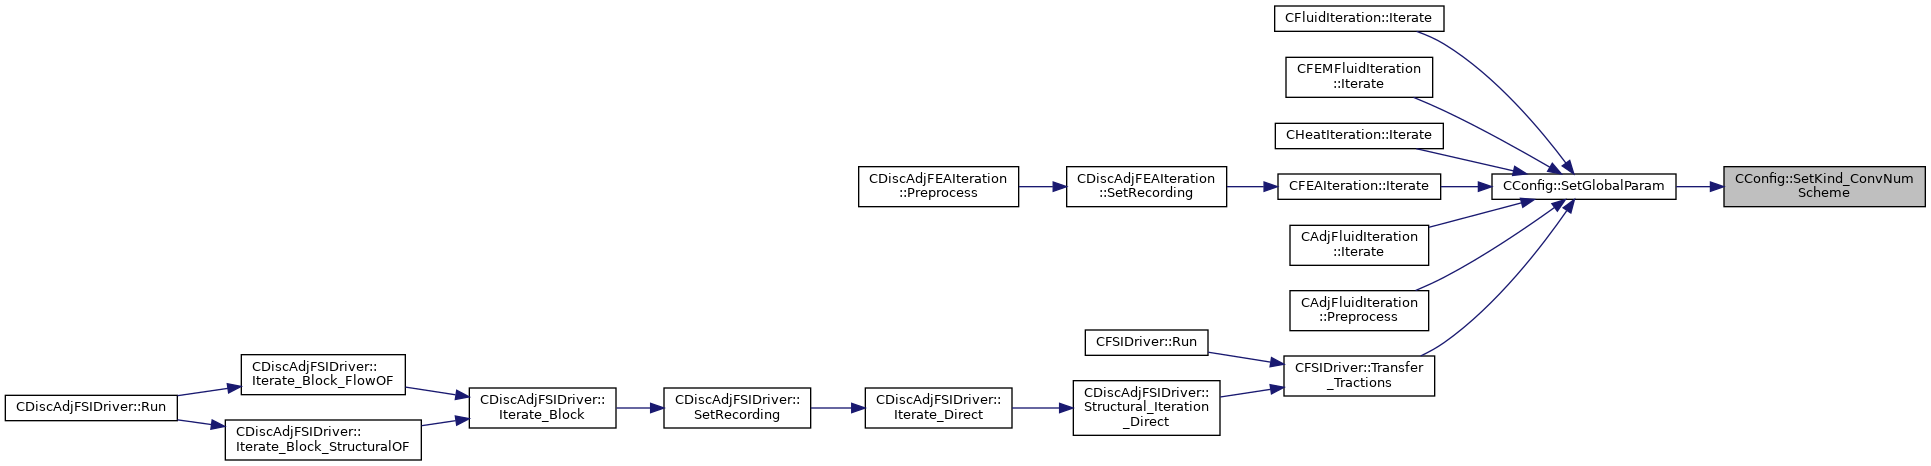 CFluidIteration::Iterate
CFEMFluidIteration
::Iterate
CHeatIteration::Iterate
CDiscAdjFEAIteration
::Preprocess
CDiscAdjFEAIteration
::SetRecording
CFEAIteration::Iterate
CConfig::SetGlobalParam
CConfig::SetKind_ConvNum
Scheme
CAdjFluidIteration
::Iterate
CAdjFluidIteration
::Preprocess
CFSIDriver::Run
CFSIDriver::Transfer
_Tractions
CDiscAdjFSIDriver::Run
CDiscAdjFSIDriver::
Iterate_Block_FlowOF
CDiscAdjFSIDriver::
Iterate_Block_StructuralOF
CDiscAdjFSIDriver::
Iterate_Block
CDiscAdjFSIDriver::
SetRecording
CDiscAdjFSIDriver::
Iterate_Direct
CDiscAdjFSIDriver::
Structural_Iteration
_Direct